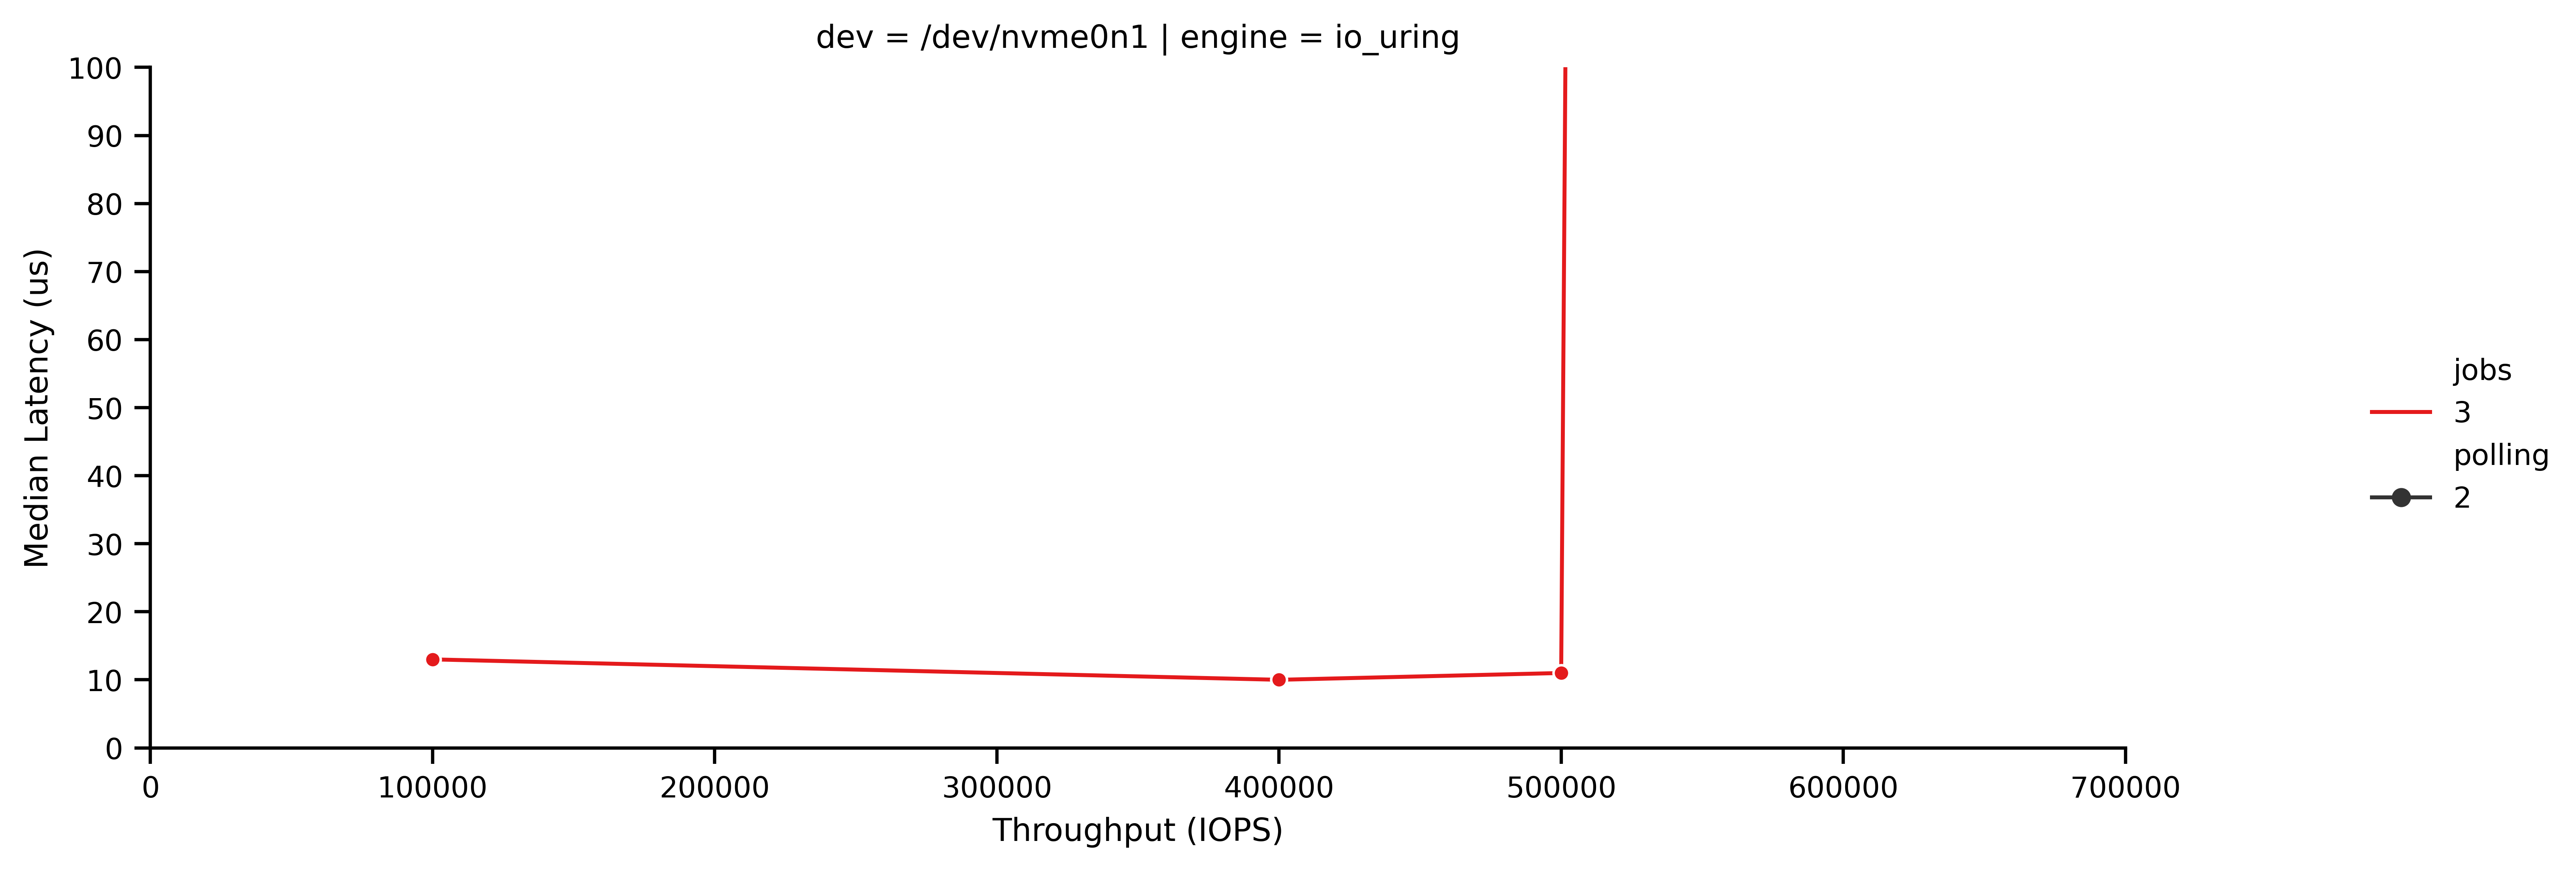 dev = /dev/nvme0n1 | engine = io_uring
100
90
80
70
60
50
40
30
20
10
0
Median Latency (us)
0 100000 200000 300000 400000 500000 600000 700000
Throughput (IOPS)
jobs
3
polling
2